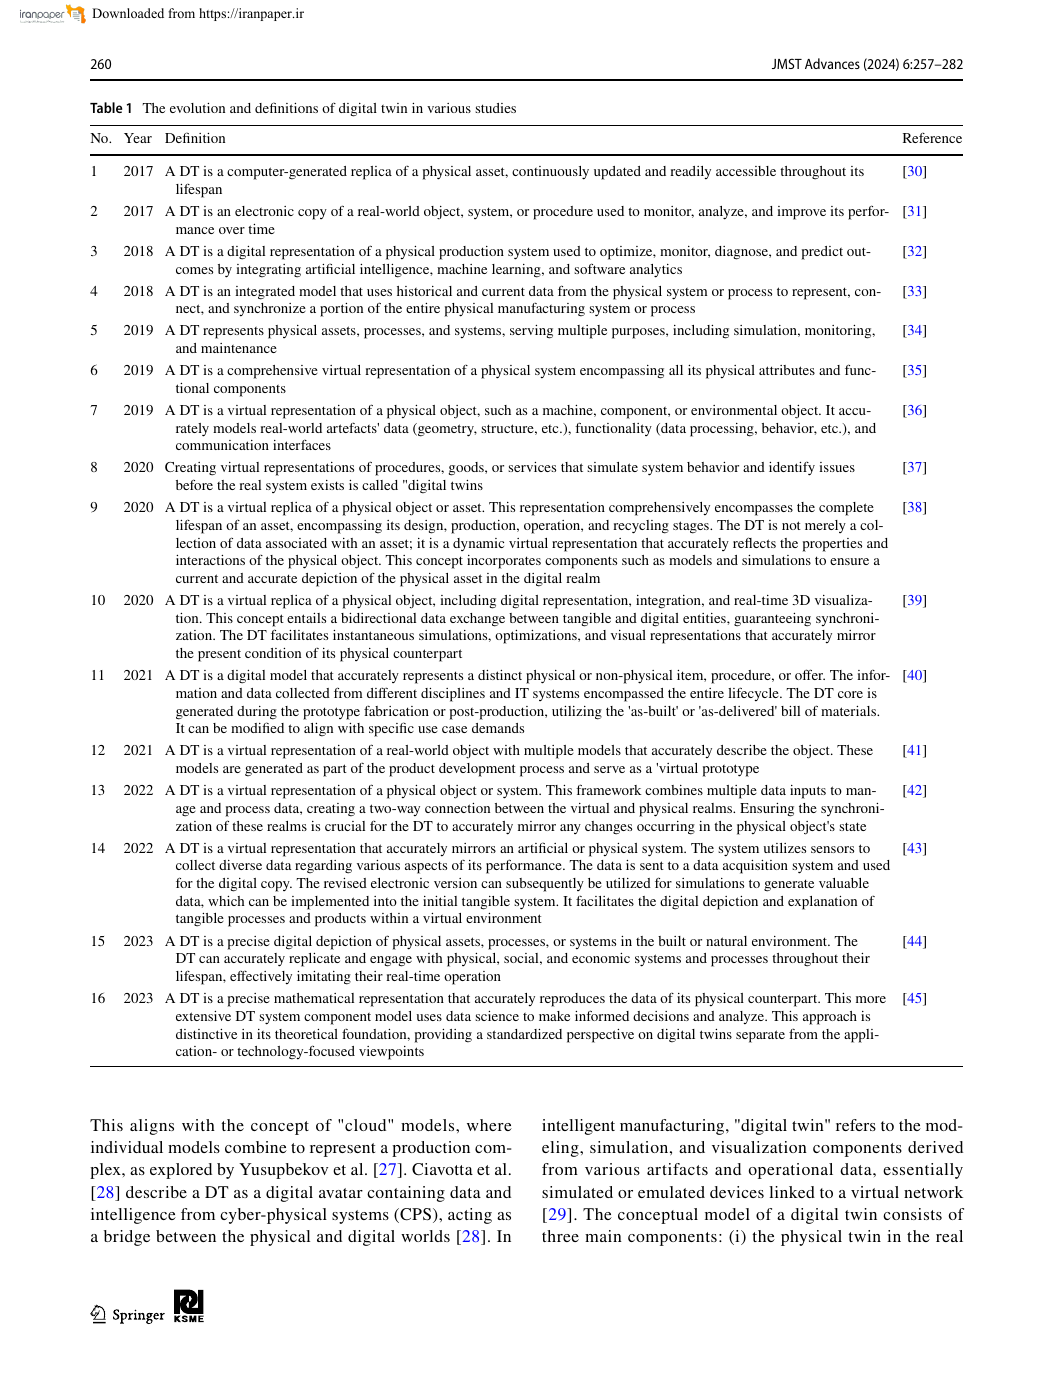 iranpaper
Downloaded from https://iranpaper.ir
260
JMST Advances (2024) 6:257–282
Table 1 The evolution and definitions of digital twin in various studies
No. Year Definition Reference
1 2017 A DT is a computer-generated replica of a physical asset, continuously updated and readily accessible throughout its [30]
lifespan
2 2017 A DT is an electronic copy of a real-world object, system, or procedure used to monitor, analyze, and improve its perfor- [31]
mance over time
3 2018 A DT is a digital representation of a physical production system used to optimize, monitor, diagnose, and predict out- [32]
comes by integrating artificial intelligence, machine learning, and software analytics
4 2018 A DT is an integrated model that uses historical and current data from the physical system or process to represent, con- [33]
nect, and synchronize a portion of the entire physical manufacturing system or process
5 2019 A DT represents physical assets, processes, and systems, serving multiple purposes, including simulation, monitoring, [34]
and maintenance
6 2019 A DT is a comprehensive virtual representation of a physical system encompassing all its physical attributes and func- [35]
tional components
7 2019 A DT is a virtual representation of a physical object, such as a machine, component, or environmental object. It accu- [36]
rately models real-world artefacts' data (geometry, structure, etc.), functionality (data processing, behavior, etc.), and
communication interfaces
8 2020 Creating virtual representations of procedures, goods, or services that simulate system behavior and identify issues [37]
before the real system exists is called "digital twins
9 2020 A DT is a virtual replica of a physical object or asset. This representation comprehensively encompasses the complete [38]
lifespan of an asset, encompassing its design, production, operation, and recycling stages. The DT is not merely a col-
lection of data associated with an asset; it is a dynamic virtual representation that accurately reflects the properties and
interactions of the physical object. This concept incorporates components such as models and simulations to ensure a
current and accurate depiction of the physical asset in the digital realm
10 2020 A DT is a virtual replica of a physical object, including digital representation, integration, and real-time 3D visualiza- [39]
tion. This concept entails a bidirectional data exchange between tangible and digital entities, guaranteeing synchroni-
zation. The DT facilitates instantaneous simulations, optimizations, and visual representations that accurately mirror
the present condition of its physical counterpart
11 2021 A DT is a digital model that accurately represents a distinct physical or non-physical item, procedure, or offer. The infor- [40]
mation and data collected from different disciplines and IT systems encompassed the entire lifecycle. The DT core is
generated during the prototype fabrication or post-production, utilizing the 'as-built' or 'as-delivered' bill of materials.
It can be modified to align with specific use case demands
12 2021 A DT is a virtual representation of a real-world object with multiple models that accurately describe the object. These [41]
models are generated as part of the product development process and serve as a 'virtual prototype
13 2022 A DT is a virtual representation of a physical object or system. This framework combines multiple data inputs to man- [42]
age and process data, creating a two-way connection between the virtual and physical realms. Ensuring the synchroni-
zation of these realms is crucial for the DT to accurately mirror any changes occurring in the physical object's state
14 2022 A DT is a virtual representation that accurately mirrors an artificial or physical system. The system utilizes sensors to [43]
collect diverse data regarding various aspects of its performance. The data is sent to a data acquisition system and used
for the digital copy. The revised electronic version can subsequently be utilized for simulations to generate valuable
data, which can be implemented into the initial tangible system. It facilitates the digital depiction and explanation of
tangible processes and products within a virtual environment
15 2023 A DT is a precise digital depiction of physical assets, processes, or systems in the built or natural environment. The [44]
DT can accurately replicate and engage with physical, social, and economic systems and processes throughout their
lifespan, effectively imitating their real-time operation
16 2023 A DT is a precise mathematical representation that accurately reproduces the data of its physical counterpart. This more [45]
extensive DT system component model uses data science to make informed decisions and analyze. This approach is
distinctive in its theoretical foundation, providing a standardized perspective on digital twins separate from the appli-
cation- or technology-focused viewpoints
This aligns with the concept of "cloud" models, where
individual models combine to represent a production com-
plex, as explored by Yusupbekov et al. [27]. Ciavotta et al.
[28] describe a DT as a digital avatar containing data and
intelligence from cyber-physical systems (CPS), acting as
a bridge between the physical and digital worlds [28]. In
intelligent manufacturing, "digital twin" refers to the mod-
eling, simulation, and visualization components derived
from various artifacts and operational data, essentially
simulated or emulated devices linked to a virtual network
[29]. The conceptual model of a digital twin consists of
three main components: (i) the physical twin in the real
Springer
KSME